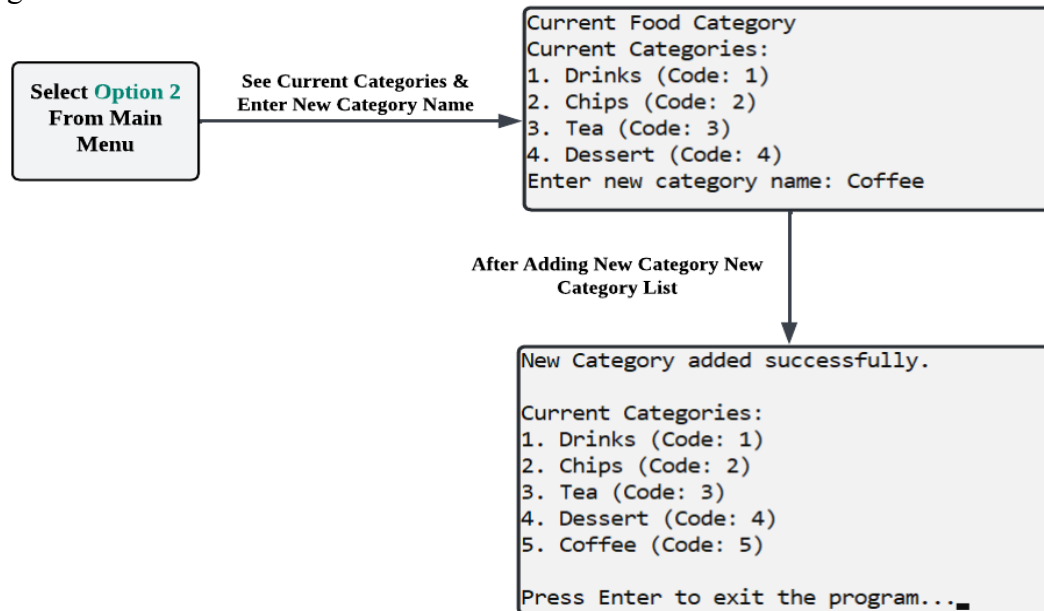 g
Select Option 2
From Main
Menu
See Current Categories &
Enter New Category Name
Current Food Category
Current Categories:
1. Drinks (Code: 1)
2. Chips (Code: 2)
3. Tea (Code: 3)
4. Dessert (Code: 4)
Enter new category name: Coffee
After Adding New Category New
Category List
New Category added successfully.
Current Categories:
1. Drinks (Code: 1)
2. Chips (Code: 2)
3. Tea (Code: 3)
4. Dessert (Code: 4)
5. Coffee (Code: 5)
Press Enter to exit the program...